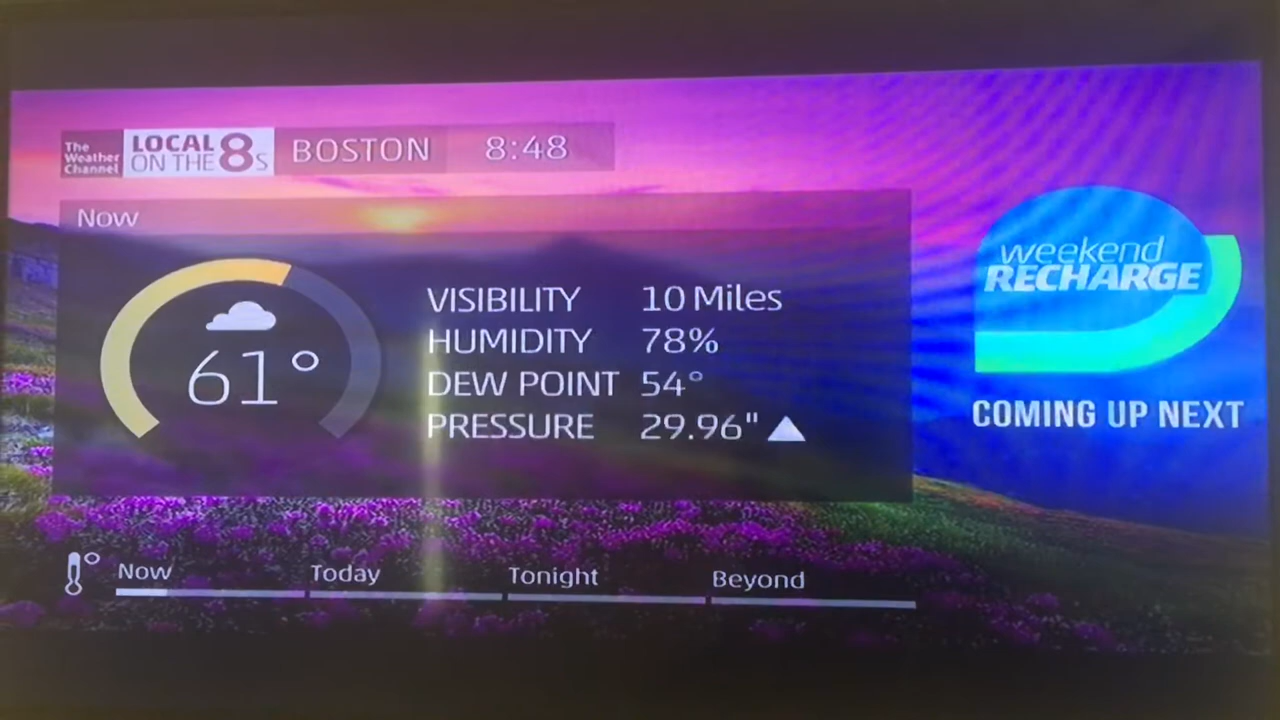 The Weather Channel
LOCAL ON THE 8s
BOSTON 8:48
Now
61°
VISIBILITY 10 Miles
HUMIDITY 78%
DEW POINT 54°
PRESSURE 29.96"
weekend
RECHARGE
COMING UP NEXT
Now Today Tonight Beyond